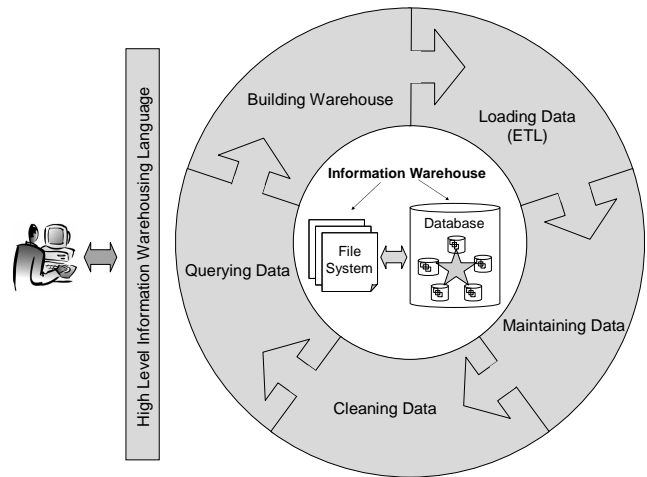 High Level Information Warehousing Language
Building Warehouse
Loading Data
(ETL)
Information Warehouse
File
System
Database
Querying Data
Maintaining Data
Cleaning Data